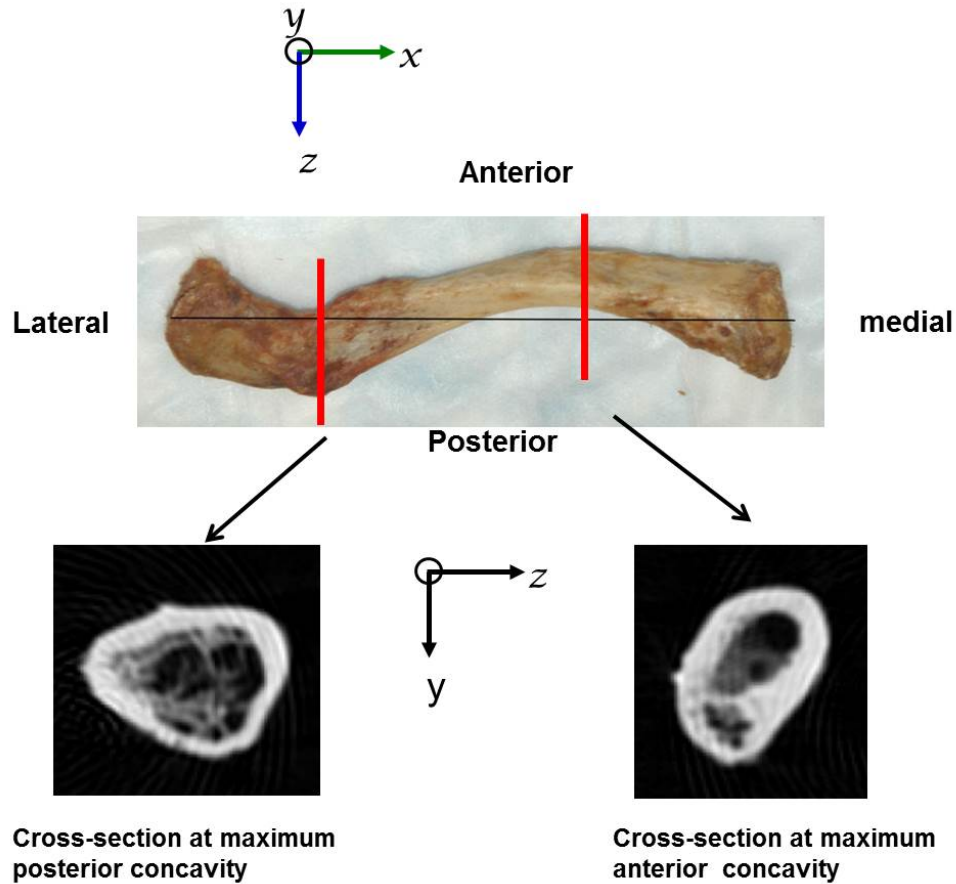 y
x
z
Anterior
Lateral
medial
Posterior
z
y
Cross-section at maximum
posterior concavity
Cross-section at maximum
anterior concavity